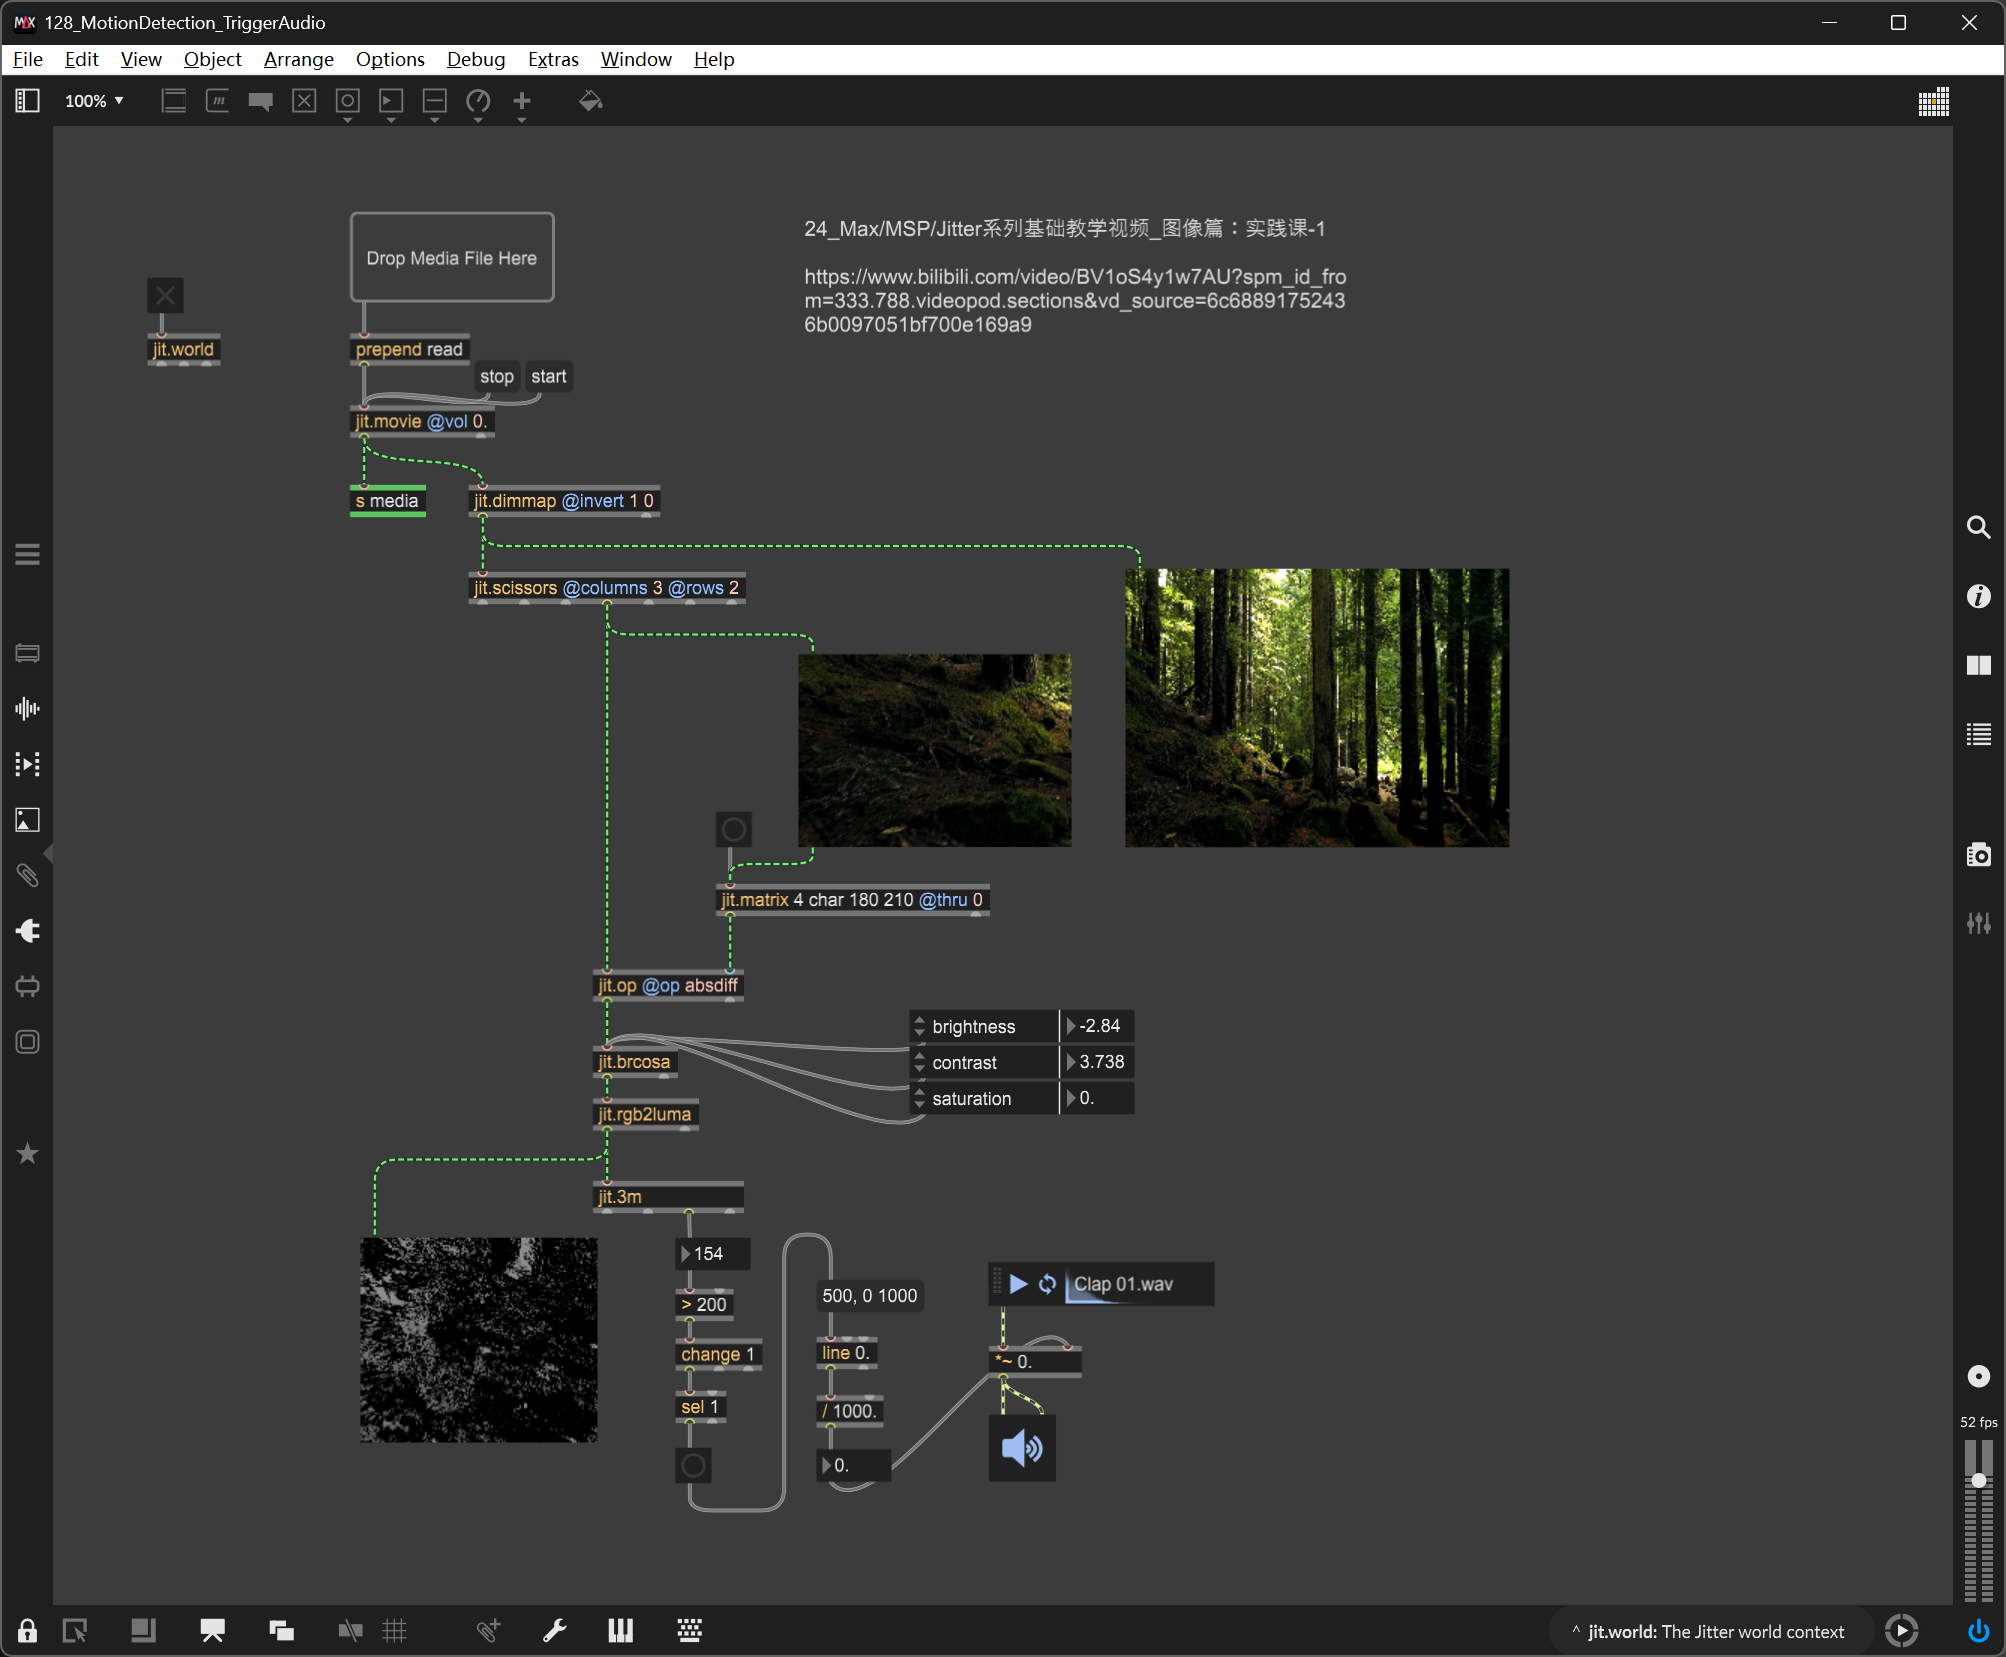 128_MotionDetection_TriggerAudio
File Edit View Object Arrange Options Debug Extras Window Help
100%
Drop Media File Here
24_Max/MSP/Jitter系列基础教学视频_图像篇：实践课-1
https://www.bilibili.com/video/BV1oS4y1w7AU?spm_id_fro
m=333.788.videopod.sections&vd_source=6c6889175243
6b0097051bf700e169a9
jit.world
prepend read
stop start
jit.movie @vol 0.
s media
jit.dimmap @invert 1 0
jit.scissors @columns 3 @rows 2
jit.matrix 4 char 180 210 @thru 0
jit.op @op absdiff
brightness -2.84
jit.brcosa
contrast 3.738
saturation 0.
jit.rgb2luma
jit.3m
154
> 200
change 1
sel 1
500, 0 1000
line 0.
/ 1000.
0.
Clap 01.wav
*~ 0.
52 fps
^ jit.world: The Jitter world context